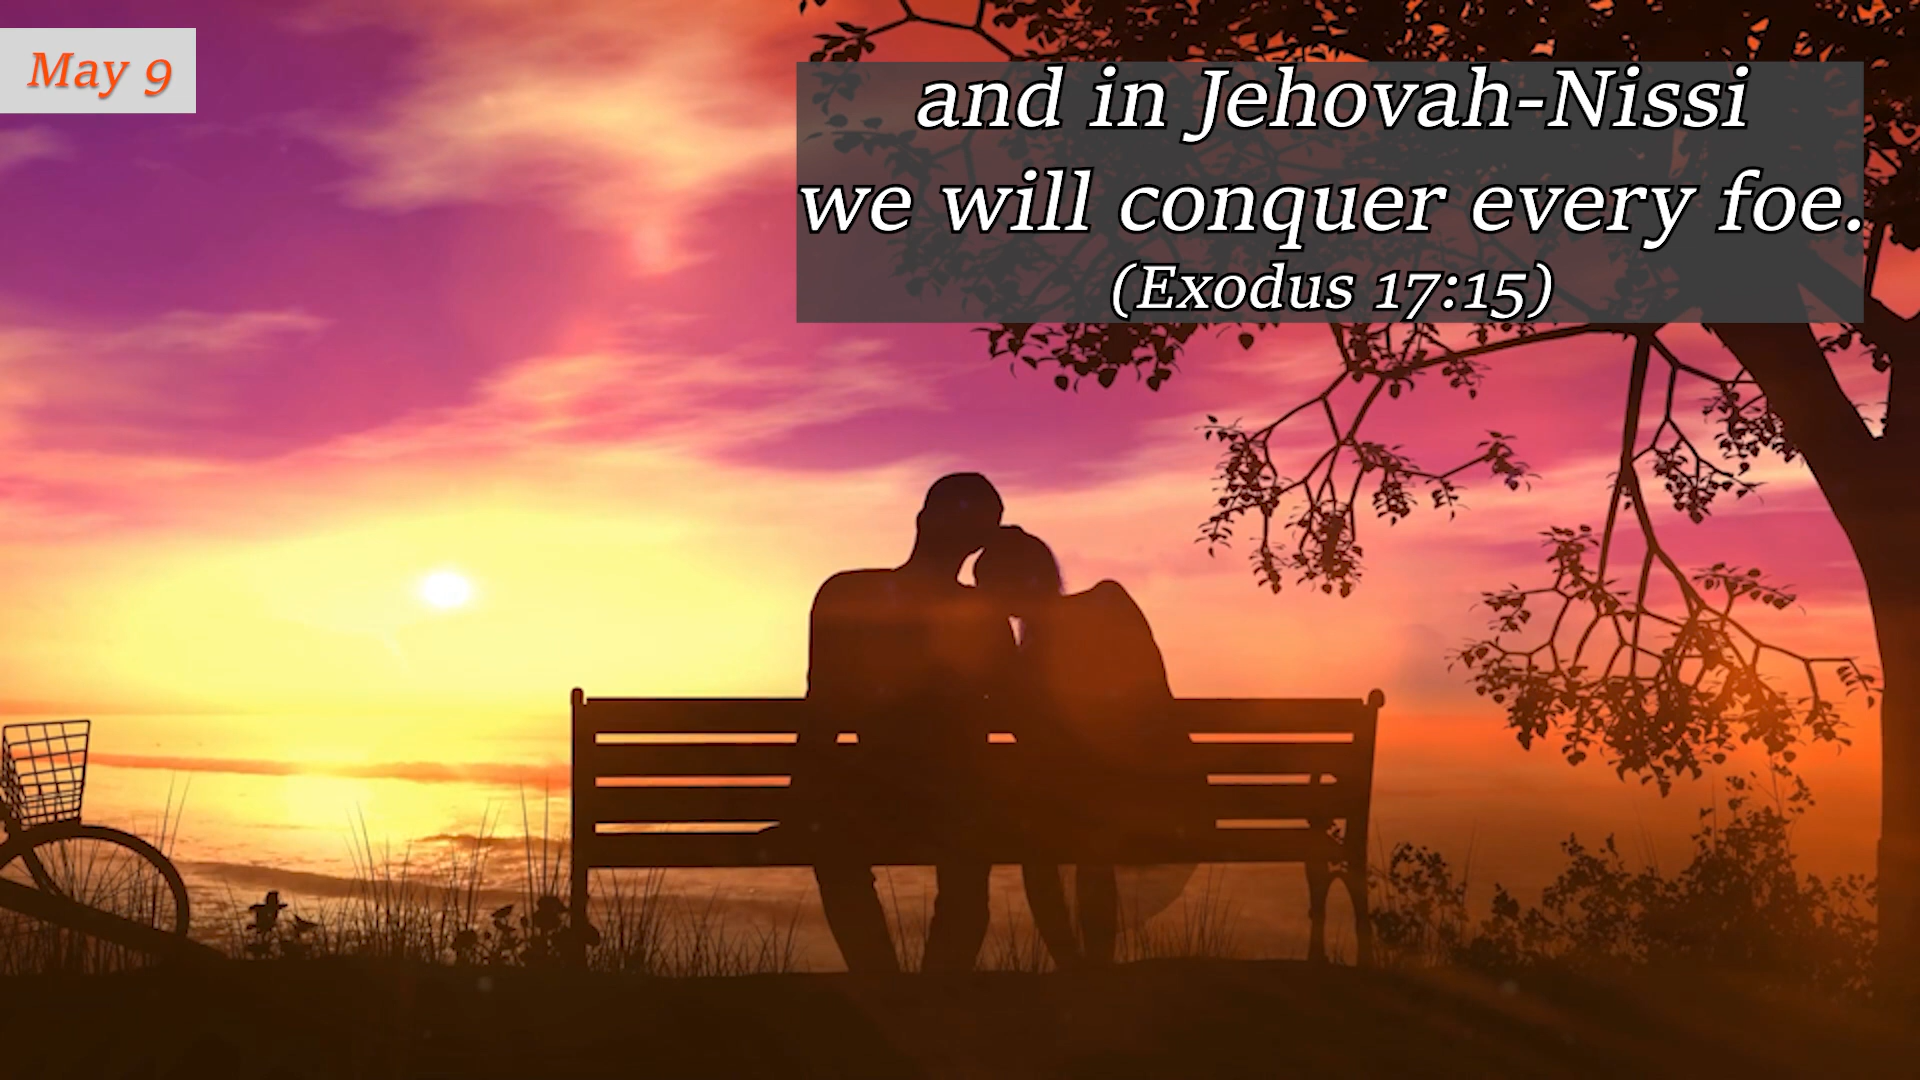 May 9
and in Jehovah-Nissi
we will conquer every foe.
(Exodus 17:15)